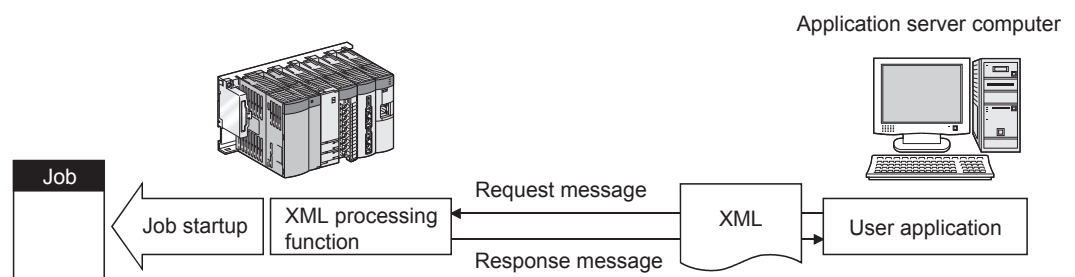 Application server computer
Job
Job startup
XML processing
function
Request message
Response message
XML
User application